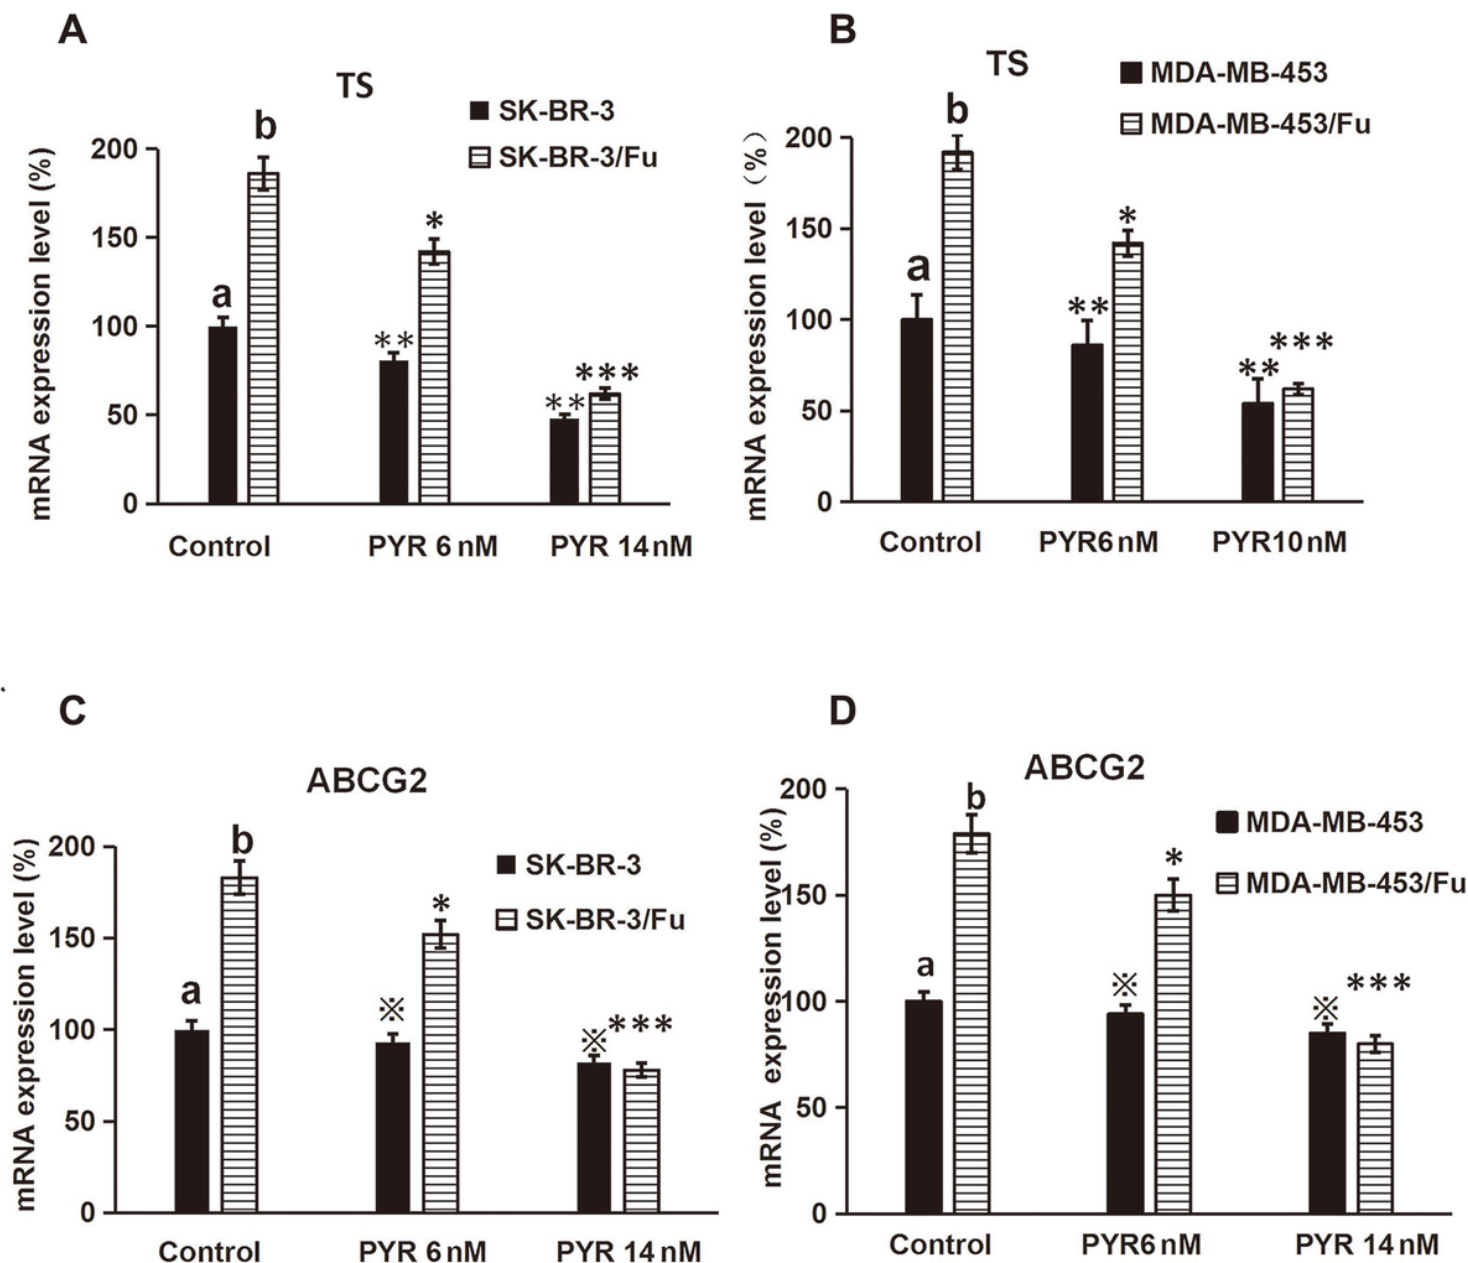 A
TS
SK-BR-3
SK-BR-3/Fu
mRNA expression level (%)
200
150
100
50
0
a
b
**
*
**
***
Control
PYR 6 nM
PYR 14 nM
B
TS
MDA-MB-453
MDA-MB-453/Fu
mRNA expression level (%)
200
150
100
50
0
a
b
**
*
**
***
Control
PYR6 nM
PYR10 nM
C
ABCG2
SK-BR-3
SK-BR-3/Fu
mRNA expression level (%)
200
150
100
50
0
a
b
※
*
※
***
Control
PYR 6 nM
PYR 14 nM
D
ABCG2
MDA-MB-453
MDA-MB-453/Fu
mRNA expression level (%)
200
150
100
50
0
a
b
※
*
※
***
Control
PYR6 nM
PYR 14 nM